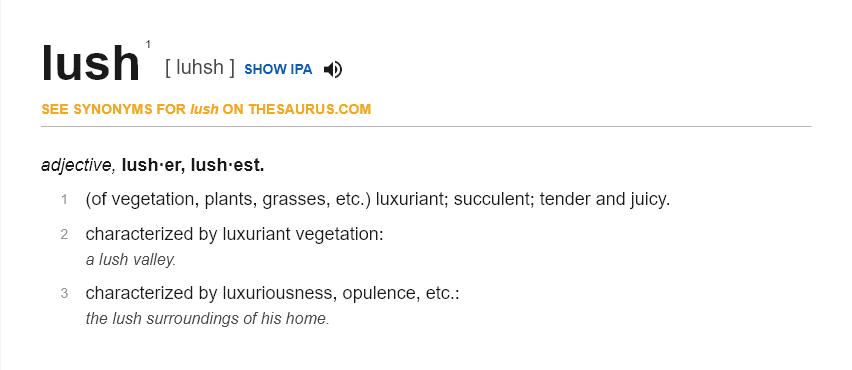 lush 1 [ luhsh ] SHOW IPA
SEE SYNONYMS FOR lush ON THESAURUS.COM
adjective, lush·er, lush·est.
1 (of vegetation, plants, grasses, etc.) luxuriant; succulent; tender and juicy.
2 characterized by luxuriant vegetation:
a lush valley.
3 characterized by luxuriousness, opulence, etc.:
the lush surroundings of his home.